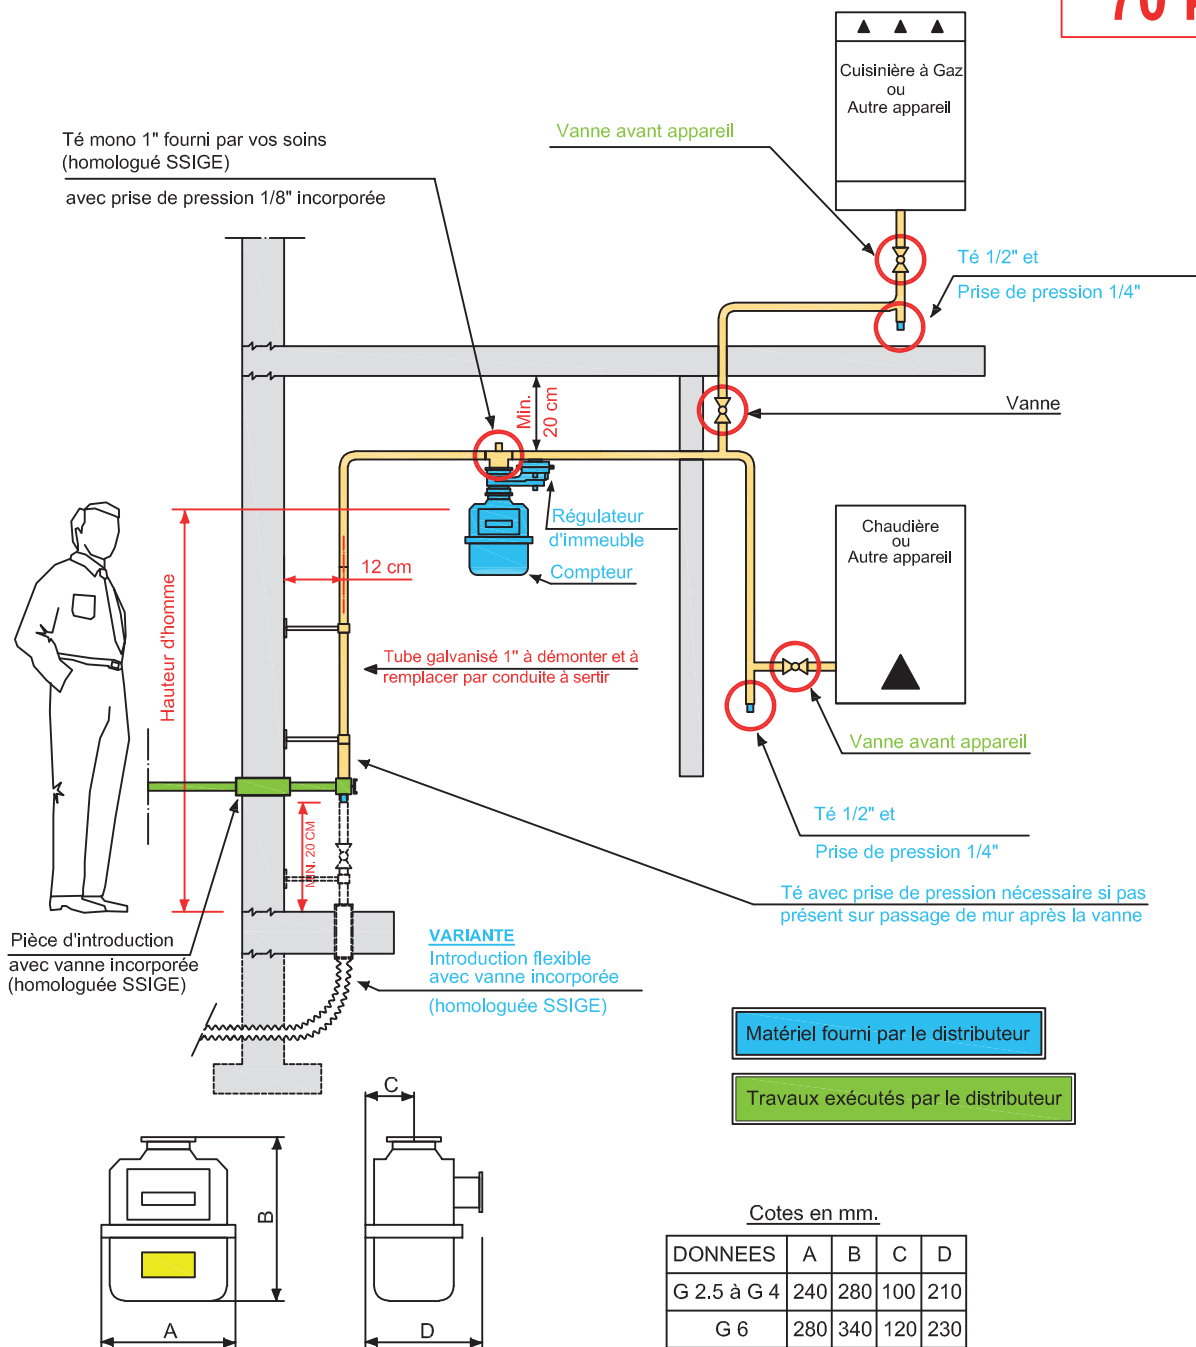 70
Cuisinière à Gaz
ou
Autre appareil
Té mono 1" fourni par vos soins
(homologué SSIGE)
avec prise de pression 1/8" incorporée
Vanne avant appareil
Té 1/2" et
Prise de pression 1/4"
Min.
20 cm
Vanne
Régulateur
d'immeuble
Compteur
Chaudière
ou
Autre appareil
12 cm
Hauteur d'homme
Tube galvanisé 1" à démonter et à
remplacer par conduite à sertir
Vanne avant appareil
MIN. 20 CM
Té 1/2" et
Prise de pression 1/4"
Té avec prise de pression nécessaire si pas
présent sur passage de mur après la vanne
Pièce d'introduction
avec vanne incorporée
(homologuée SSIGE)
VARIANTE
Introduction flexible
avec vanne incorporée
(homologuée SSIGE)
Matériel fourni par le distributeur
Travaux exécutés par le distributeur
C
B
A
D
Cotes en mm.
DONNEES A B C D
G 2.5 à G 4 240 280 100 210
G 6 280 340 120 230